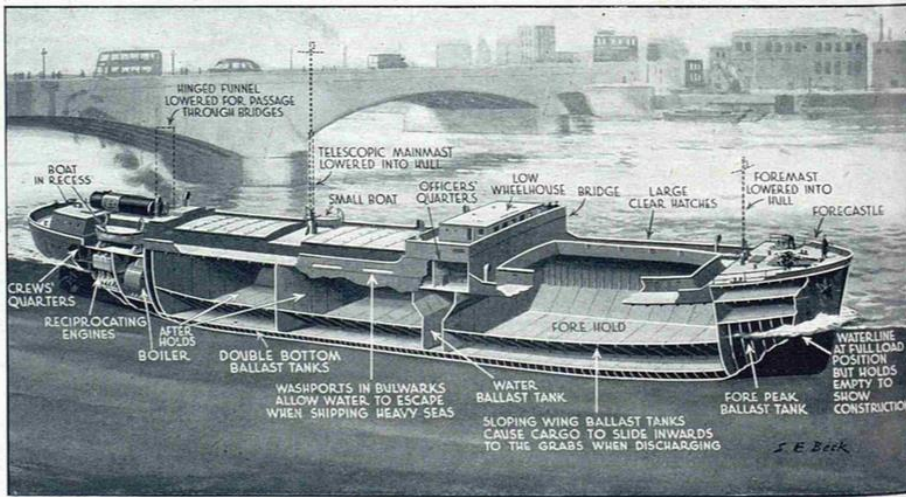 HINGED FUNNEL
LOWERED FOR PASSAGE
THROUGH BRIDGES
BOAT
IN RECESS
TELESCOPIC MAINMAST
LOWERED INTO HULL
SMALL BOAT
OFFICERS'
QUARTERS
LOW
WHEELHOUSE
BRIDGE
LARGE
CLEAR HATCHES
FOREMAST
LOWERED INTO
HULL
FORECASTLE
CREWS'
QUARTERS
RECIPROCATING
ENGINES
BOILER
AFTER
HOLDS
DOUBLE BOTTOM
BALLAST TANKS
WASHPORTS IN BULWARKS
ALLOW WATER TO ESCAPE
WHEN SHIPPING HEAVY SEAS
WATER
BALLAST TANK
FORE HOLD
SLOPING WING BALLAST TANKS
CAUSE CARGO TO SLIDE INWARDS
TO THE GRABS WHEN DISCHARGING
FORE PEAK
BALLAST TANK
WATERLINE
AT FULL LOAD
POSITION
BUT HOLDS
EMPTY TO
SHOW
CONSTRUCTION
S. E. Beck